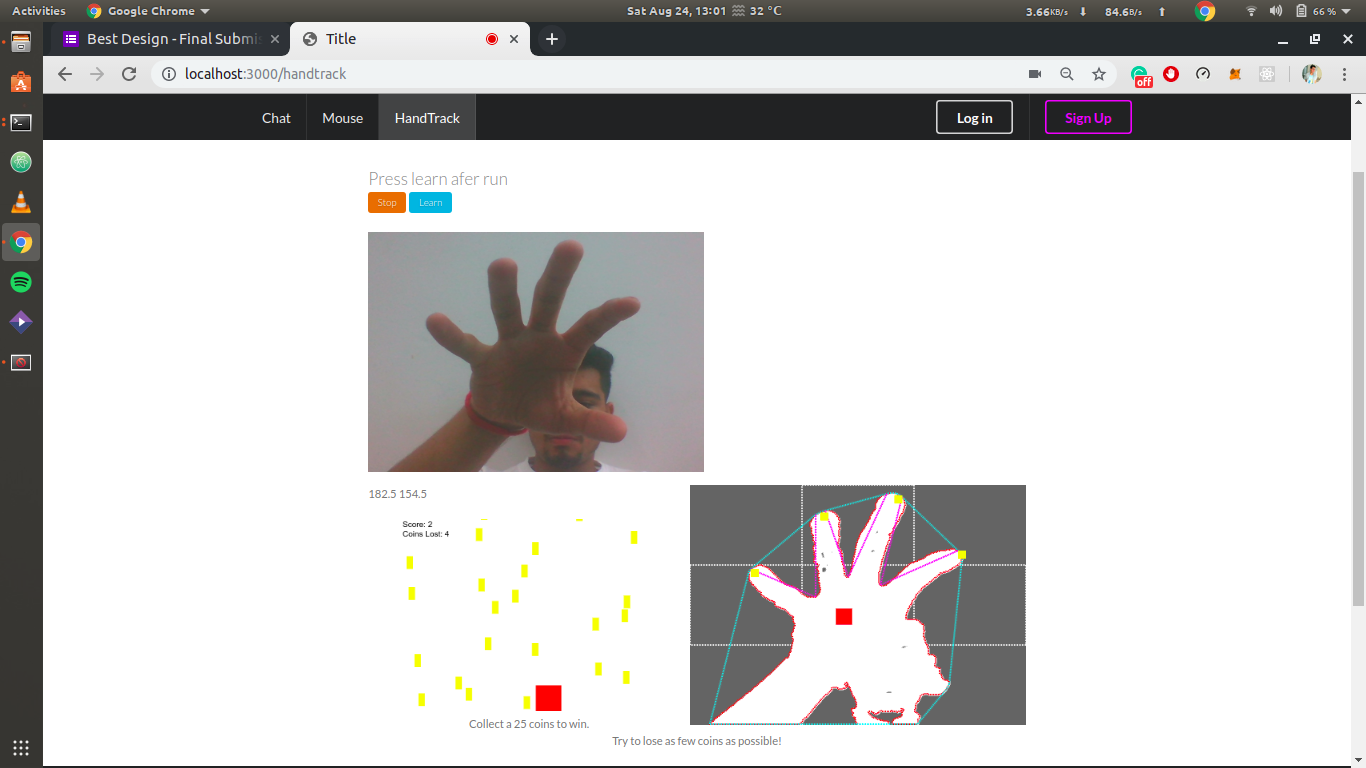 Activities Google Chrome Sat Aug 24, 13:01 32 °C 3.66KB/s 84.6B/s 66 %
Best Design - Final Submis Title
localhost:3000/handtrack off
Chat Mouse HandTrack Log in Sign Up
Press learn afer run
Stop Learn
182.5 154.5
Score: 2
Coins Lost: 4
Collect a 25 coins to win.
Try to lose as few coins as possible!